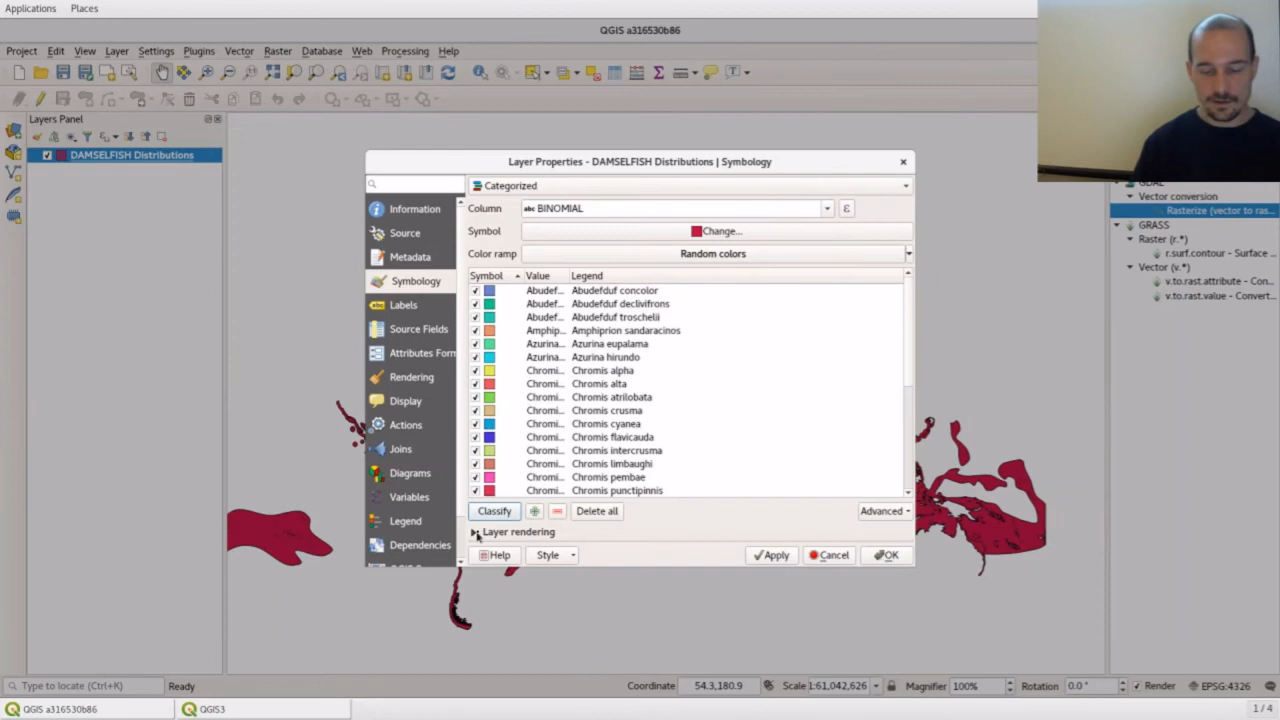 Applications Places
QGIS a316530b86
Project Edit View Layer Settings Plugins Vector Raster Database Web Processing Help
Layers Panel
DAMSELFISH Distributions
Layer Properties - DAMSELFISH Distributions | Symbology
Information
Source
Metadata
Symbology
Labels
Source Fields
Attributes Form
Rendering
Display
Actions
Joins
Diagrams
Variables
Legend
Dependencies
Categorized
Column abc BINOMIAL ε
Symbol Change...
Color ramp Random colors
Symbol Value Legend
Abudef... Abudefduf concolor
Abudef... Abudefduf declivifrons
Abudef... Abudefduf troschelii
Amphip... Amphiprion sandaracinos
Azurina... Azurina eupalama
Azurina... Azurina hirundo
Chromi... Chromis alpha
Chromi... Chromis alta
Chromi... Chromis atrilobata
Chromi... Chromis crusma
Chromi... Chromis cyanea
Chromi... Chromis flavicauda
Chromi... Chromis intercrusma
Chromi... Chromis limbaughi
Chromi... Chromis pembae
Chromi... Chromis punctipinnis
Classify Delete all Advanced
Layer rendering
Help Style Apply Cancel OK
GDAL
Vector conversion
Rasterize (vector to ras...
GRASS
Raster (r.*)
r.surf.contour - Surface ...
Vector (v.*)
v.to.rast.attribute - Con...
v.to.rast.value - Convert...
Type to locate (Ctrl+K) Ready Coordinate 54.3,180.9 Scale 1:61,042,626 Magnifier 100% Rotation 0.0 ° Render EPSG:4326
QGIS a316530b86 QGIS3 1 / 4